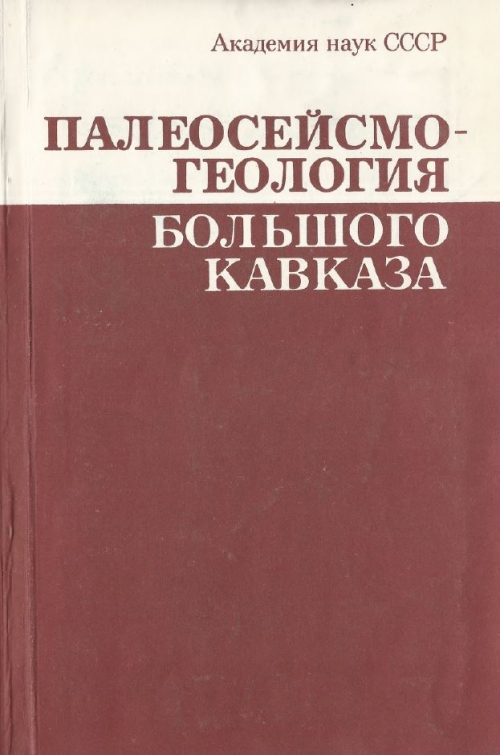 Академия наук СССР
ПАЛЕОСЕЙСМО-
ГЕОЛОГИЯ
БОЛЬШОГО
КАВКАЗА